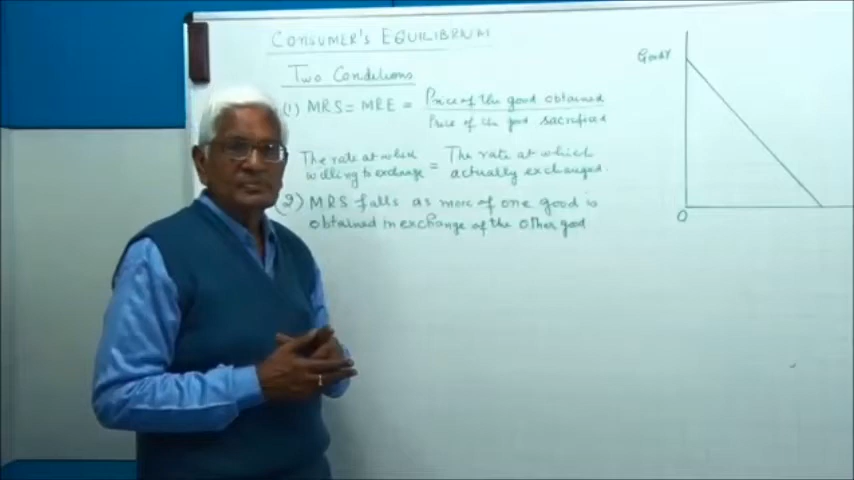 CONSUMER'S EQUILIBRIUM
Two Conditions
(1) MRS = MRE = Price of the good obtained
Price of the good sacrificed
The rate at which = The rate at which
willing to exchange actually exchanged.
(2) MRS falls as more of one good is
obtained in exchange of the other good
Good Y
O